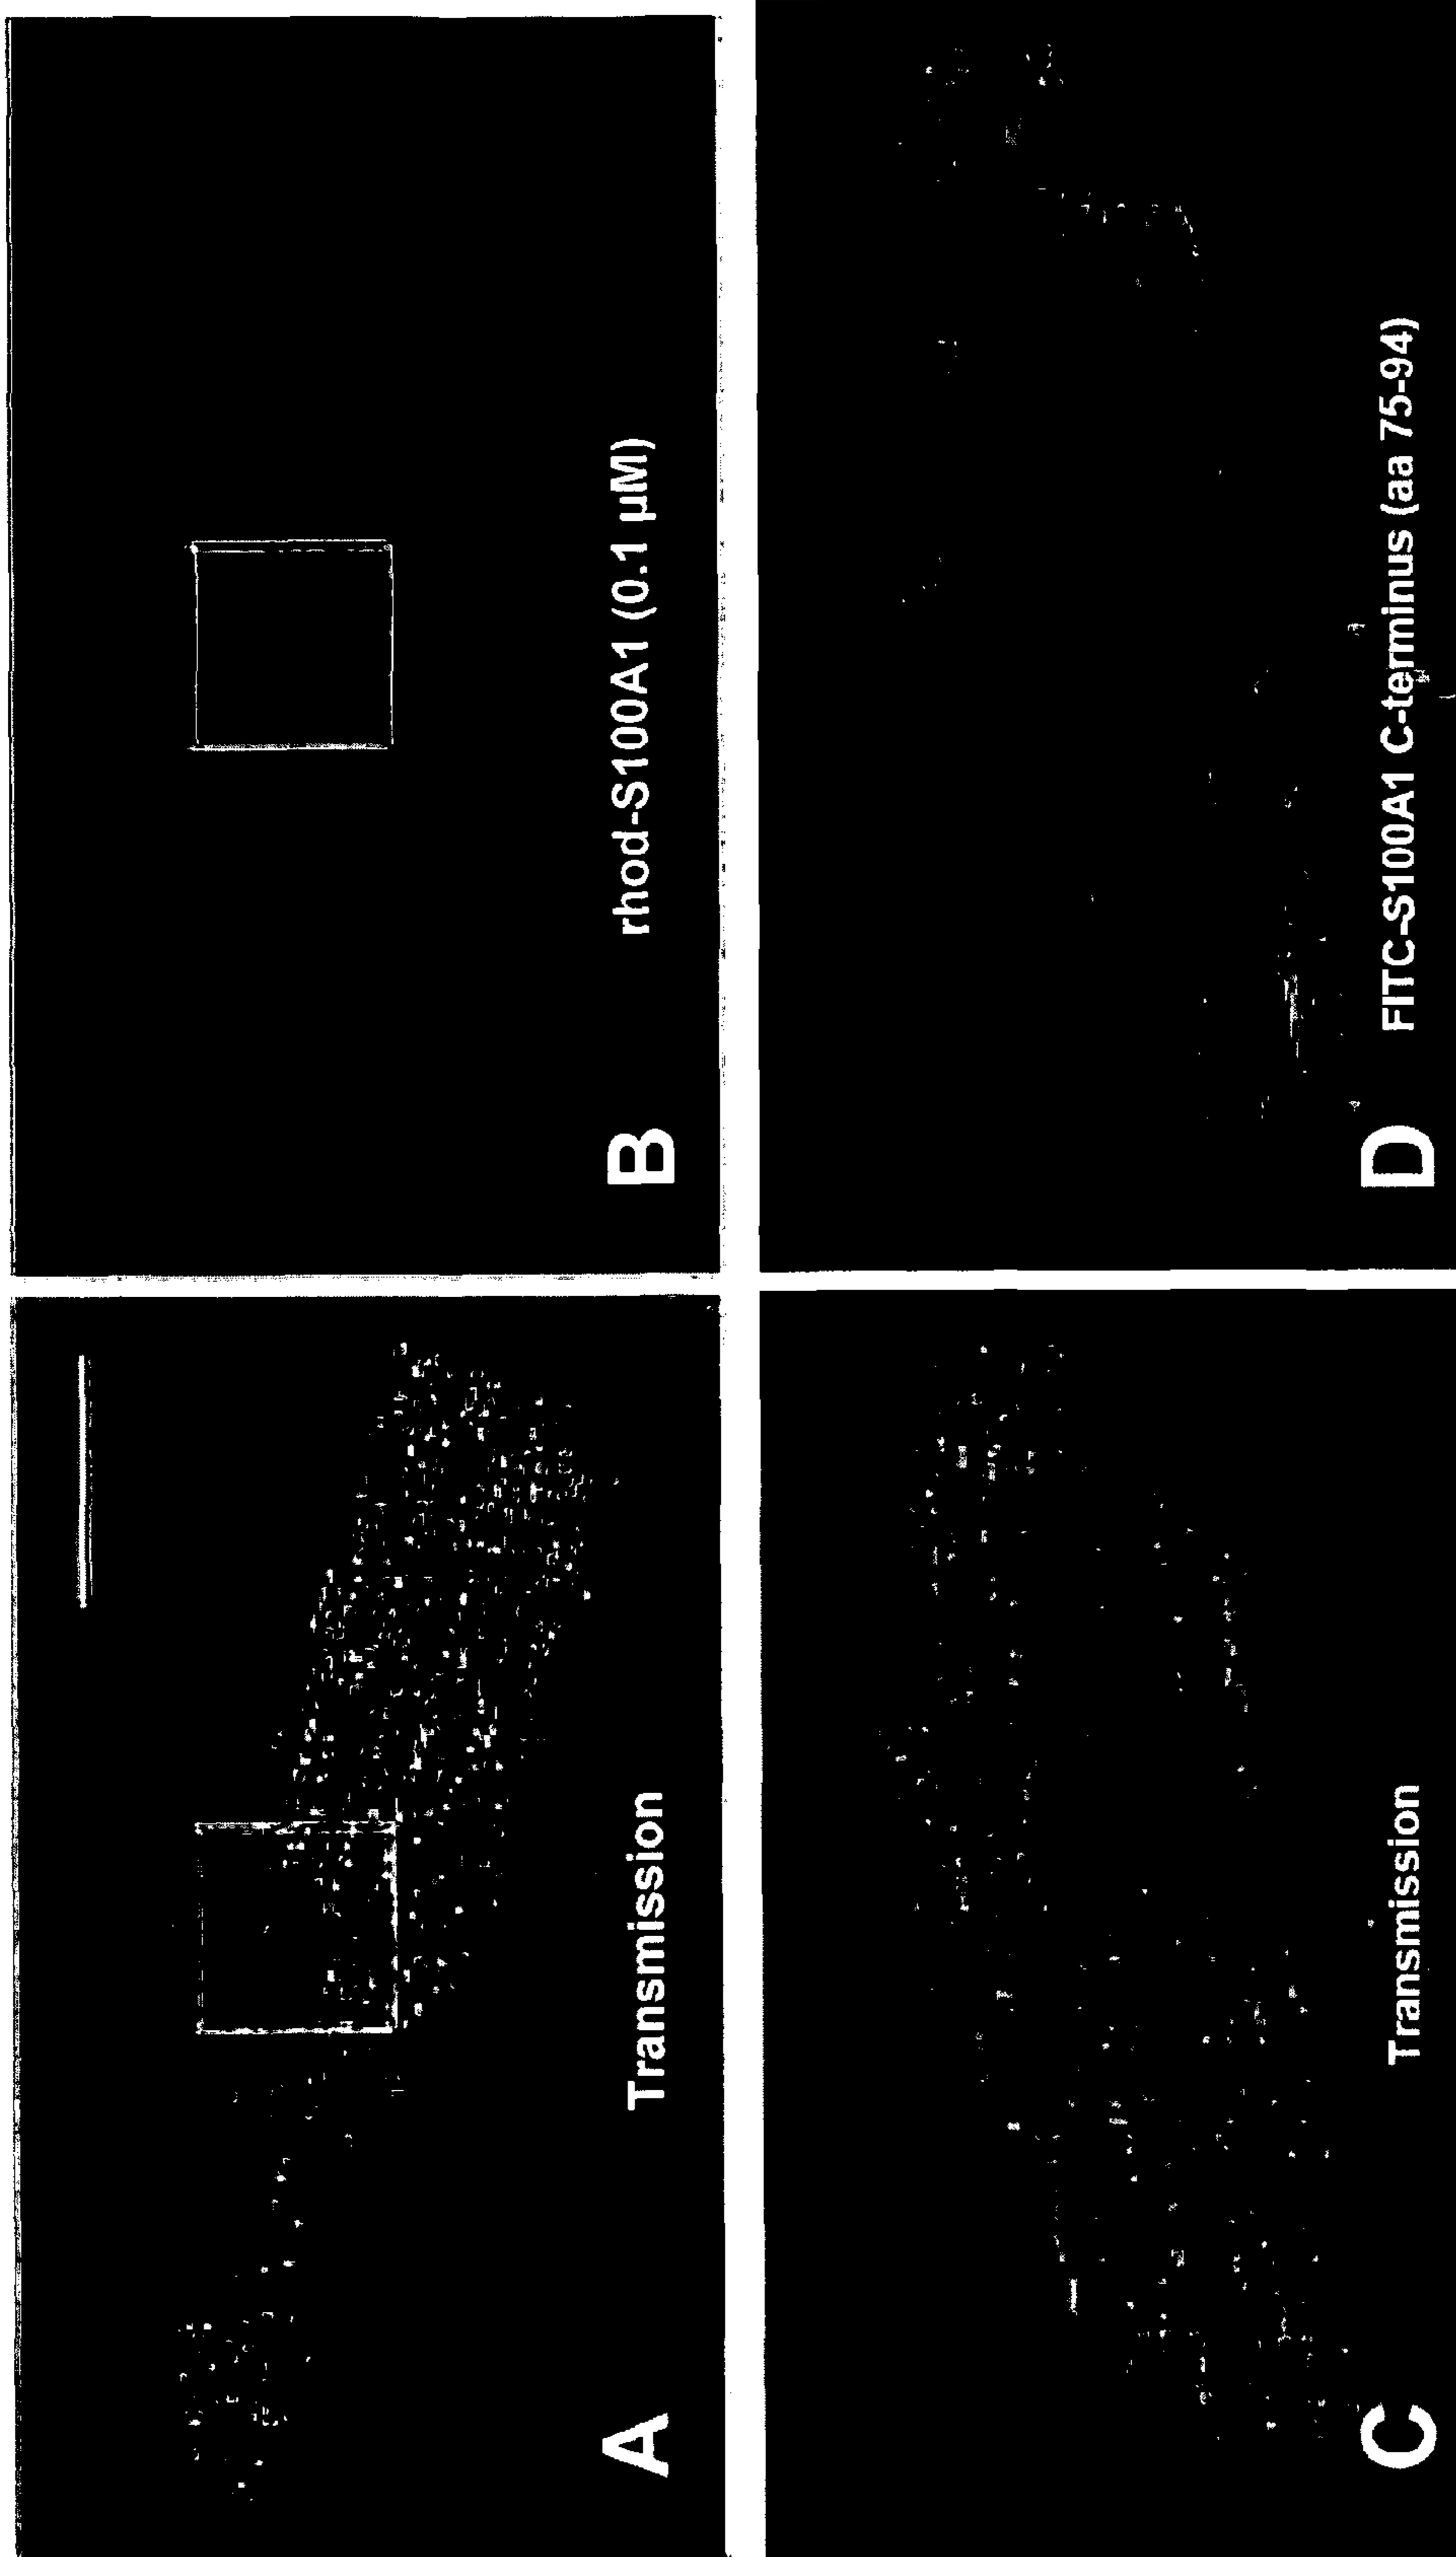 A
Transmission
B
rhod-S100A1 (0.1 µM)
C
Transmission
D
FITC-S100A1 C-terminus (aa 75-94)